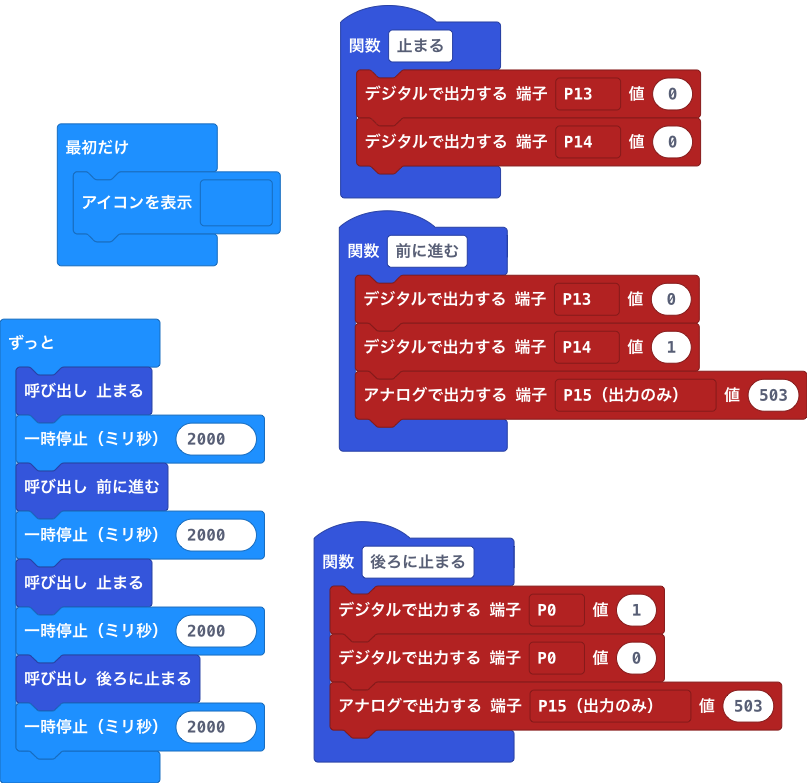 最初だけ
アイコンを表示
ずっと
呼び出し 止まる
一時停止（ミリ秒） 2000
呼び出し 前に進む
一時停止（ミリ秒） 2000
呼び出し 止まる
一時停止（ミリ秒） 2000
呼び出し 後ろに止まる
一時停止（ミリ秒） 2000
関数 止まる
デジタルで出力する 端子 P13 値 0
デジタルで出力する 端子 P14 値 0
関数 前に進む
デジタルで出力する 端子 P13 値 0
デジタルで出力する 端子 P14 値 1
アナログで出力する 端子 P15（出力のみ） 値 503
関数 後ろに止まる
デジタルで出力する 端子 P0 値 1
デジタルで出力する 端子 P0 値 0
アナログで出力する 端子 P15（出力のみ） 値 503